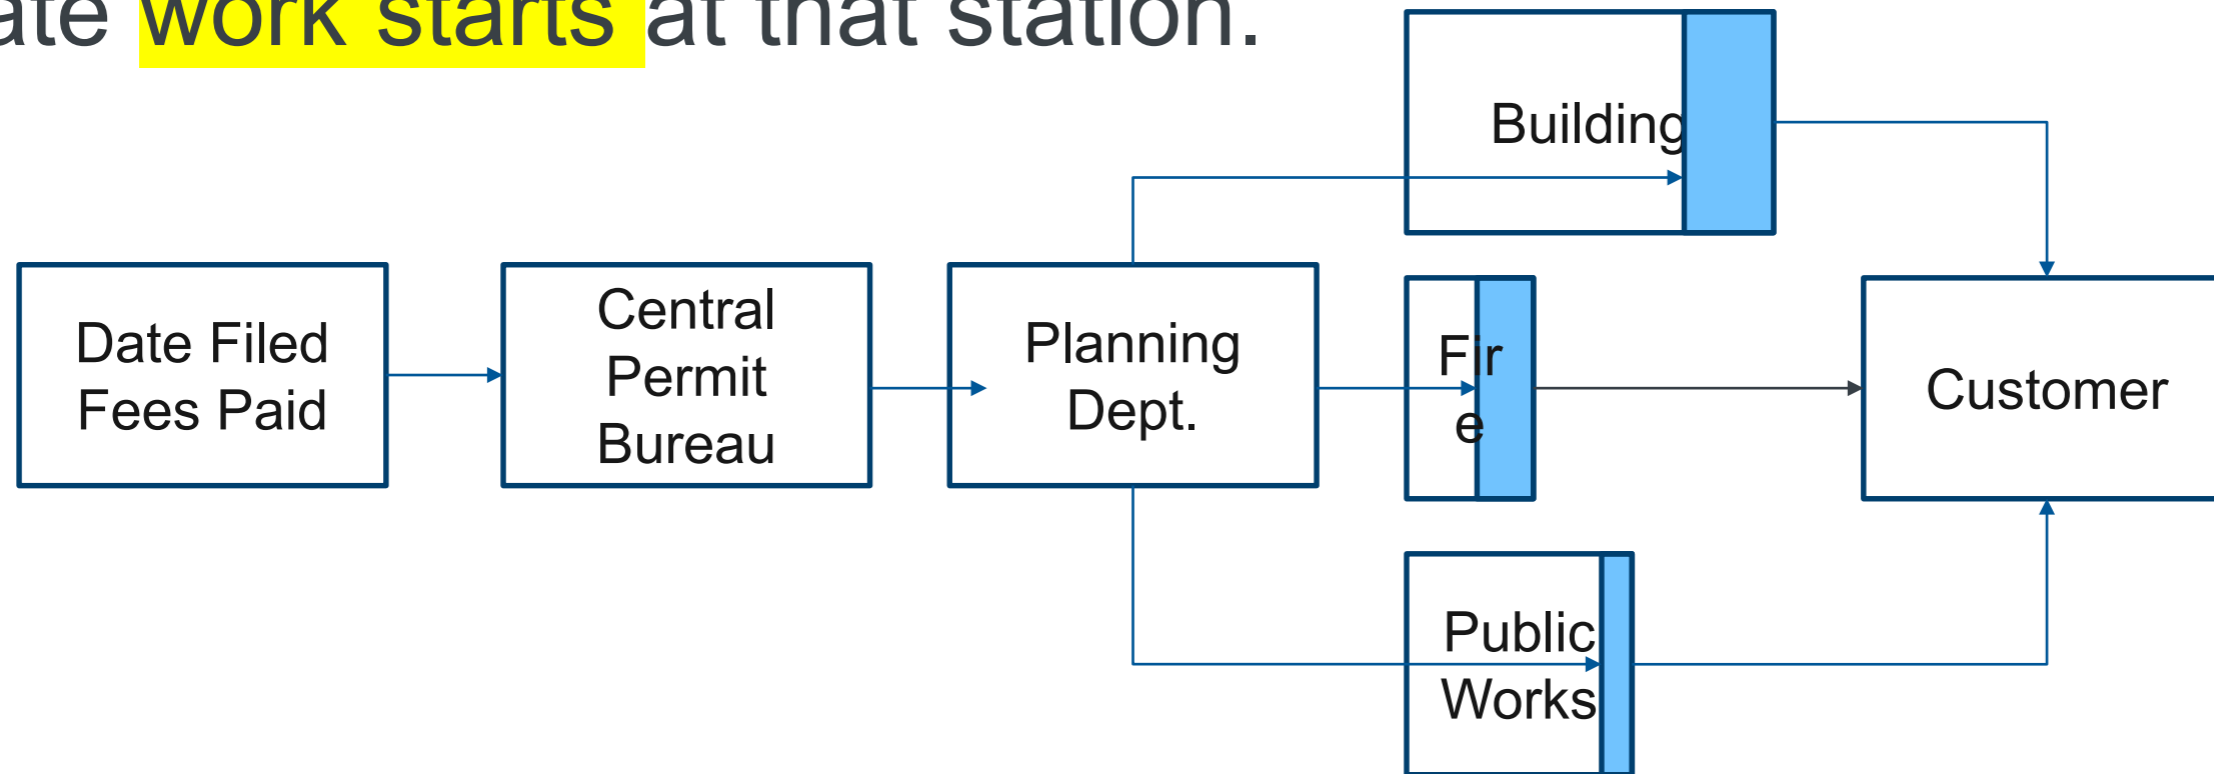 work starts at that station.
Building
Date Filed
Fees Paid
Central
Permit
Bureau
Planning
Dept.
Fir
e
Customer
Public
Works